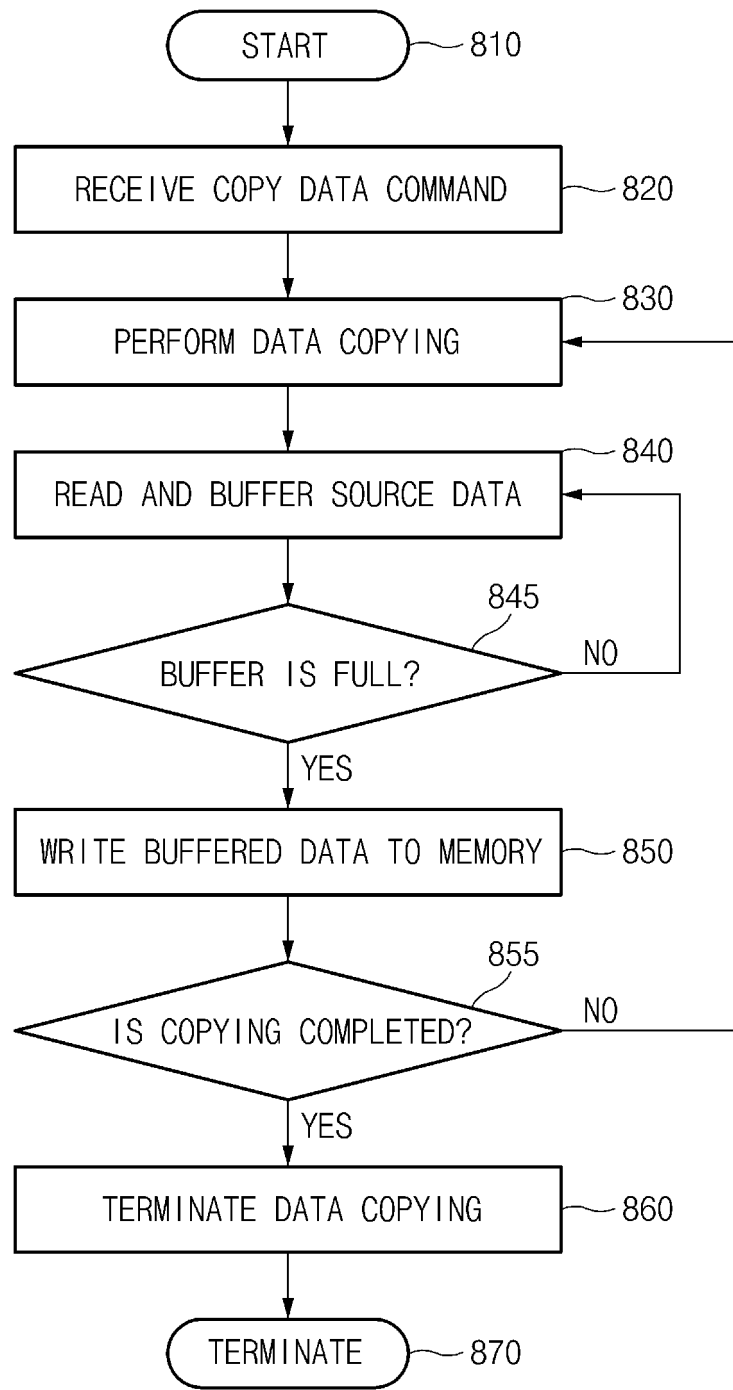 START
810
RECEIVE COPY DATA COMMAND
820
830
PERFORM DATA COPYING
840
READ AND BUFFER SOURCE DATA
845
BUFFER IS FULL?
NO
YES
WRITE BUFFERED DATA TO MEMORY
850
855
IS COPYING COMPLETED?
NO
YES
TERMINATE DATA COPYING
860
TERMINATE
870